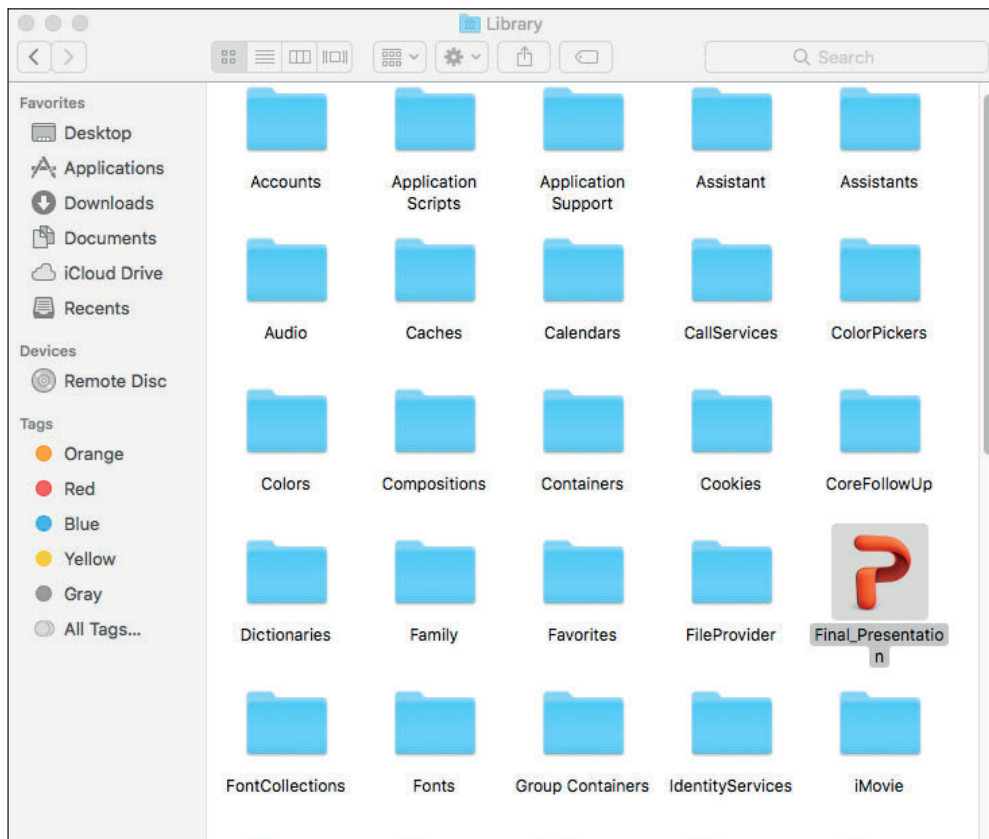 Library
Search
Favorites
Desktop
Applications
Downloads
Documents
iCloud Drive
Recents
Devices
Remote Disc
Tags
Orange
Red
Blue
Yellow
Gray
All Tags...
Accounts
Application
Scripts
Application
Support
Assistant
Assistants
Audio
Caches
Calendars
CallServices
ColorPickers
Colors
Compositions
Containers
Cookies
CoreFollowUp
Dictionaries
Family
Favorites
FileProvider
Final_Presentatio
n
FontCollections
Fonts
Group Containers
IdentityServices
iMovie